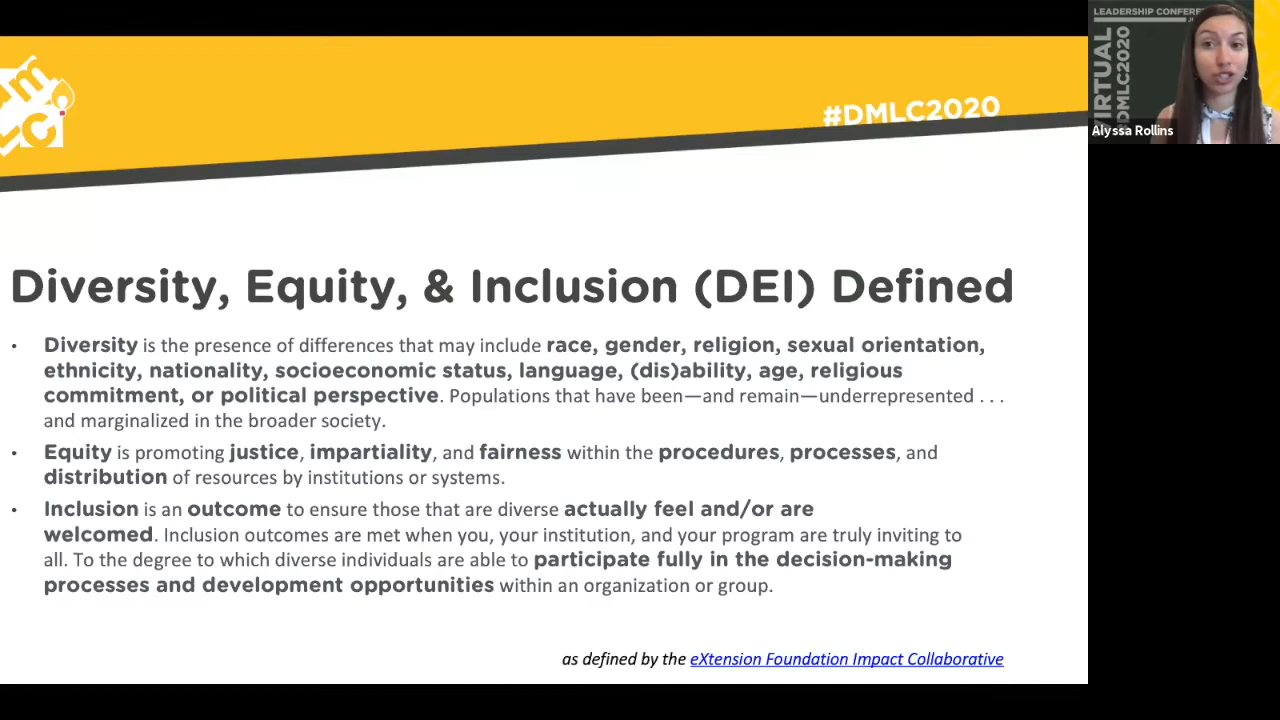 #DMLC2020
Diversity, Equity, & Inclusion (DEI) Defined
• Diversity is the presence of differences that may include race, gender, religion, sexual orientation,
ethnicity, nationality, socioeconomic status, language, (dis)ability, age, religious
commitment, or political perspective. Populations that have been—and remain—underrepresented . . .
and marginalized in the broader society.
• Equity is promoting justice, impartiality, and fairness within the procedures, processes, and
distribution of resources by institutions or systems.
• Inclusion is an outcome to ensure those that are diverse actually feel and/or are
welcomed. Inclusion outcomes are met when you, your institution, and your program are truly inviting to
all. To the degree to which diverse individuals are able to participate fully in the decision-making
processes and development opportunities within an organization or group.
as defined by the eXtension Foundation Impact Collaborative
LEADERSHIP
VIRTUAL
#DMLC2020
Alyssa Rollins